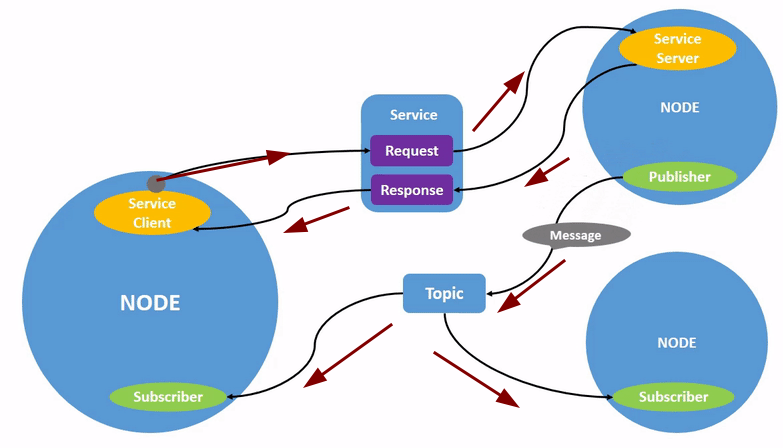 Service
Server
NODE
Service
Request
Response
Publisher
Service
Client
Message
NODE
Topic
NODE
Subscriber
Subscriber